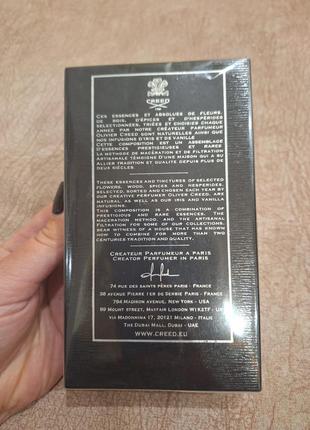 CREED
CES ESSENCES ET ABSOLUES DE FLEURS,
DE BOIS, D'ÉPICES ET D'HESPÉRIDES
SÉLECTIONNÉES, TRIÉES ET CHOISIES CHAQUE
ANNÉE PAR NOTRE CRÉATEUR PARFUMEUR
OLIVIER CREED SONT NATURELLES AINSI QUE
NOS INFUSIONS D'IRIS ET DE VANILLE
CETTE COMPOSITION EST UN ASSEMBLAGE
D'ESSENCES PRESTIGIEUSES ET RARES
LA MÉTHODE DE MACÉRATION ET DE FILTRAGE
ARTISANALE TÉMOIGNE D'UNE MAISON QUI A SU
ALLIER TRADITION ET QUALITÉ DEPUIS PLUS DE
DEUX SIÈCLES.
THESE ESSENCES AND TINCTURES OF SELECTED
FLOWERS, WOOD, SPICES AND HESPERIDES,
SELECTED, SORTED AND CHOSEN EACH YEAR BY
OUR CREATIVE PERFUMER OLIVIER CREED ARE
NATURAL, AS WELL AS OUR IRIS AND VANILLA
INFUSIONS.
THIS COMPOSITION IS A COMBINATION OF
PRESTIGIOUS AND RARE ESSENCES. THE
MACERATION METHOD, AND THE ARTISANAL
FILTRATION FOR SOME OF OUR COLLECTIONS
BEAR WITNESS OF A HOUSE THAT HAS KNOWN
HOW TO COMBINE FOR MORE THAN TWO
CENTURIES TRADITION AND QUALITY.
CRÉATEUR PARFUMEUR A PARIS
CREATOR PERFUMER IN PARIS
74 RUE DES SAINTS PÈRES PARIS - FRANCE
38 AVENUE PIERRE 1ER DE SERBIE PARIS - FRANCE
794 MADISON AVENUE, NEW YORK - USA
99 MOUNT STREET, MAYFAIR LONDON W1K2TF - UK
VIA MADONNINA 17, 20121 MILANO - ITALIE
THE DUBAI MALL, DUBAI - UAE
WWW.CREED.EU